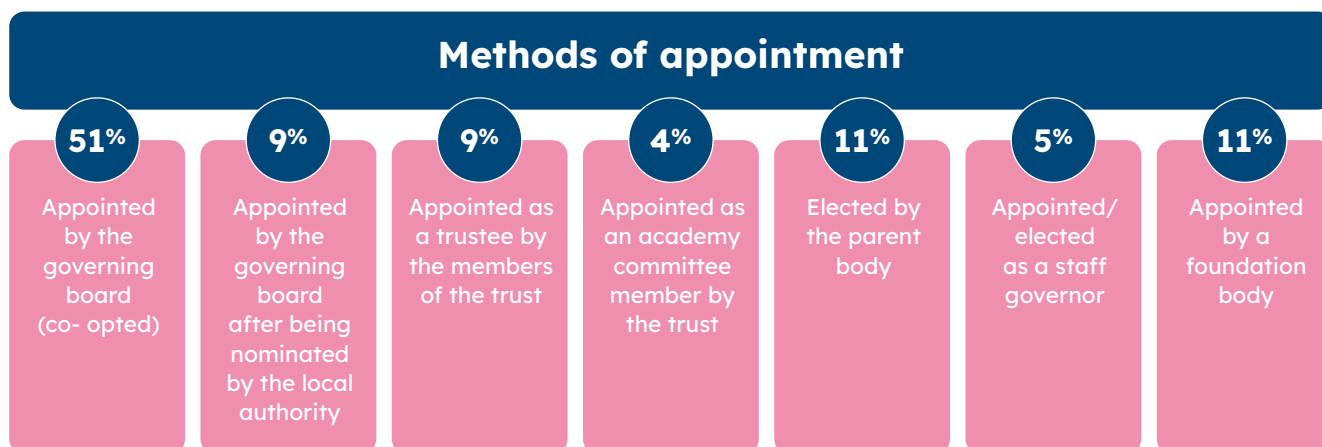 Methods of appointment
51%
Appointed
by the
governing
board
(co- opted)
9%
Appointed
by the
governing
board
after being
nominated
by the local
authority
9%
Appointed as
a trustee by
the members
of the trust
4%
Appointed as
an academy
committee
member by
the trust
11%
Elected by
the parent
body
5%
Appointed/
elected
as a staff
governor
11%
Appointed
by a
foundation
body